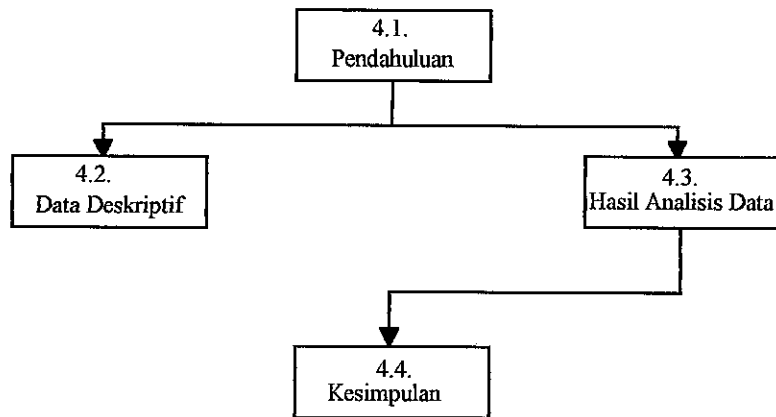 4.1.
Pendahuluan
4.2.
Data Deskriptif
4.3.
Hasil Analisis Data
4.4.
Kesimpulan